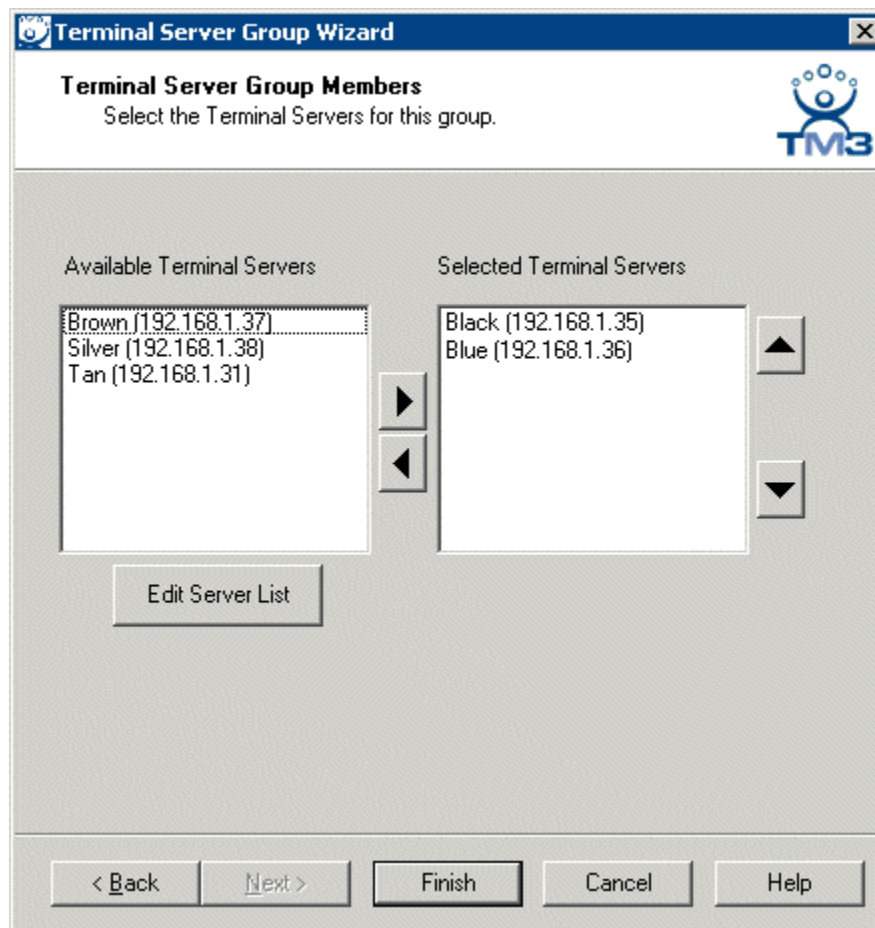 Terminal Server Group Wizard
Terminal Server Group Members
Select the Terminal Servers for this group.
TM3
Available Terminal Servers
Selected Terminal Servers
Brown (192.168.1.37)
Silver (192.168.1.38)
Tan (192.168.1.31)
Black (192.168.1.35)
Blue (192.168.1.36)
Edit Server List
< Back
Next >
Finish
Cancel
Help